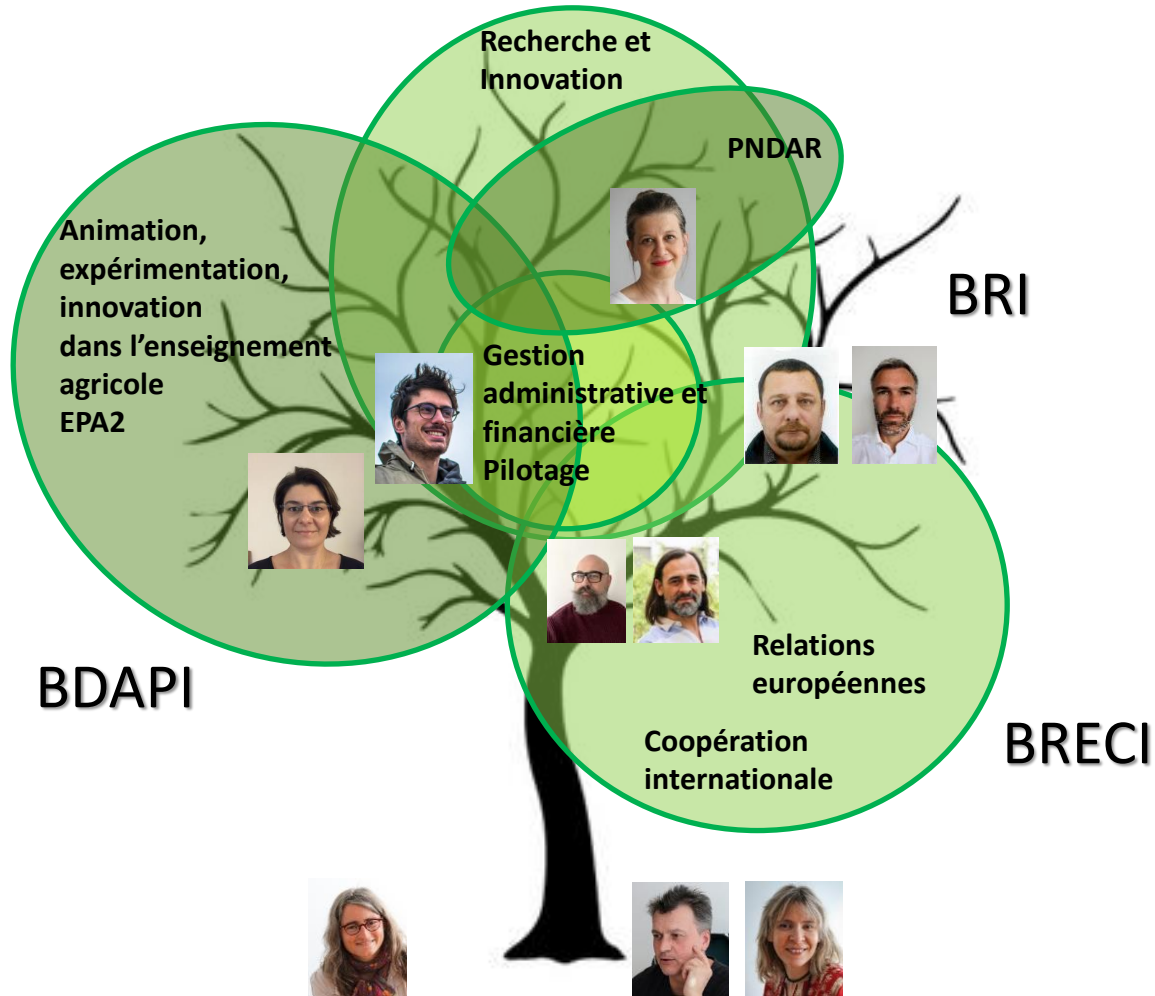 Recherche et
Innovation
PNDAR
Animation,
expérimentation,
innovation
dans l'enseignement
agricole
EPA2
BRI
Gestion
administrative et
financière
Pilotage
BDAPI
Relations
européennes
BRECI
Coopération
internationale